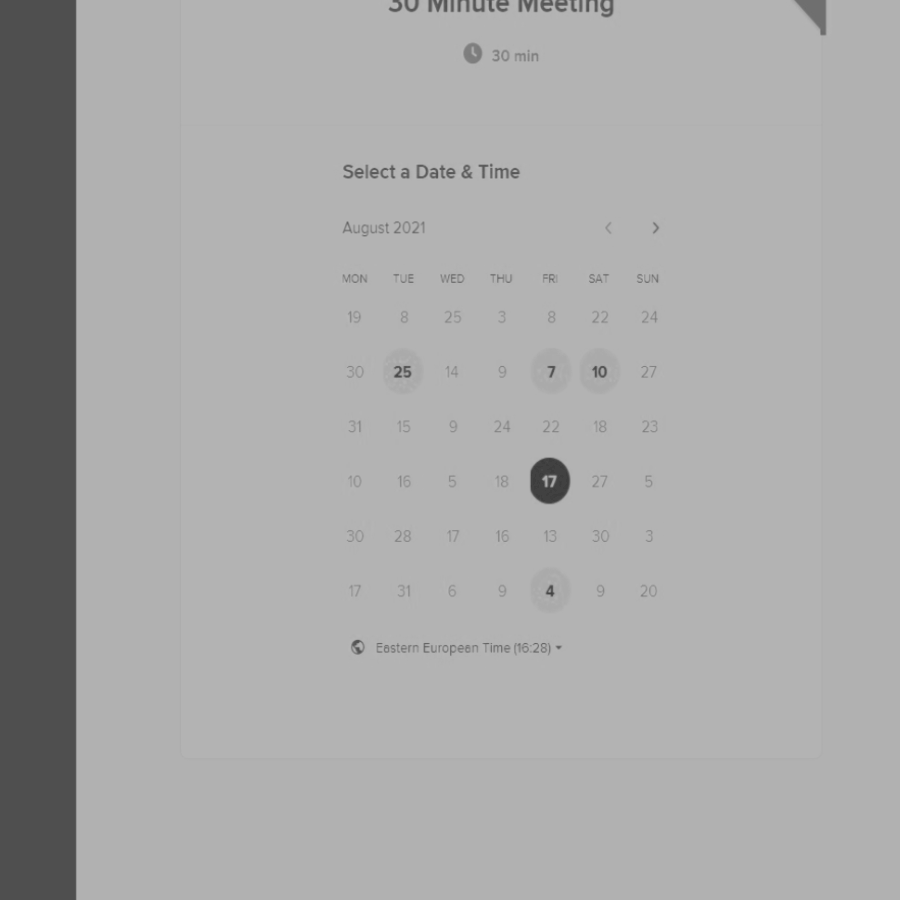 30 Minute Meeting
30 min
Select a Date & Time
August 2021
MON TUE WED THU FRI SAT SUN
19 8 25 3 8 22 24
30 25 14 9 7 10 27
31 15 9 24 22 18 23
10 16 5 18 17 27 5
30 28 17 16 13 30 3
17 31 6 9 4 9 20
Eastern European Time (16:28)